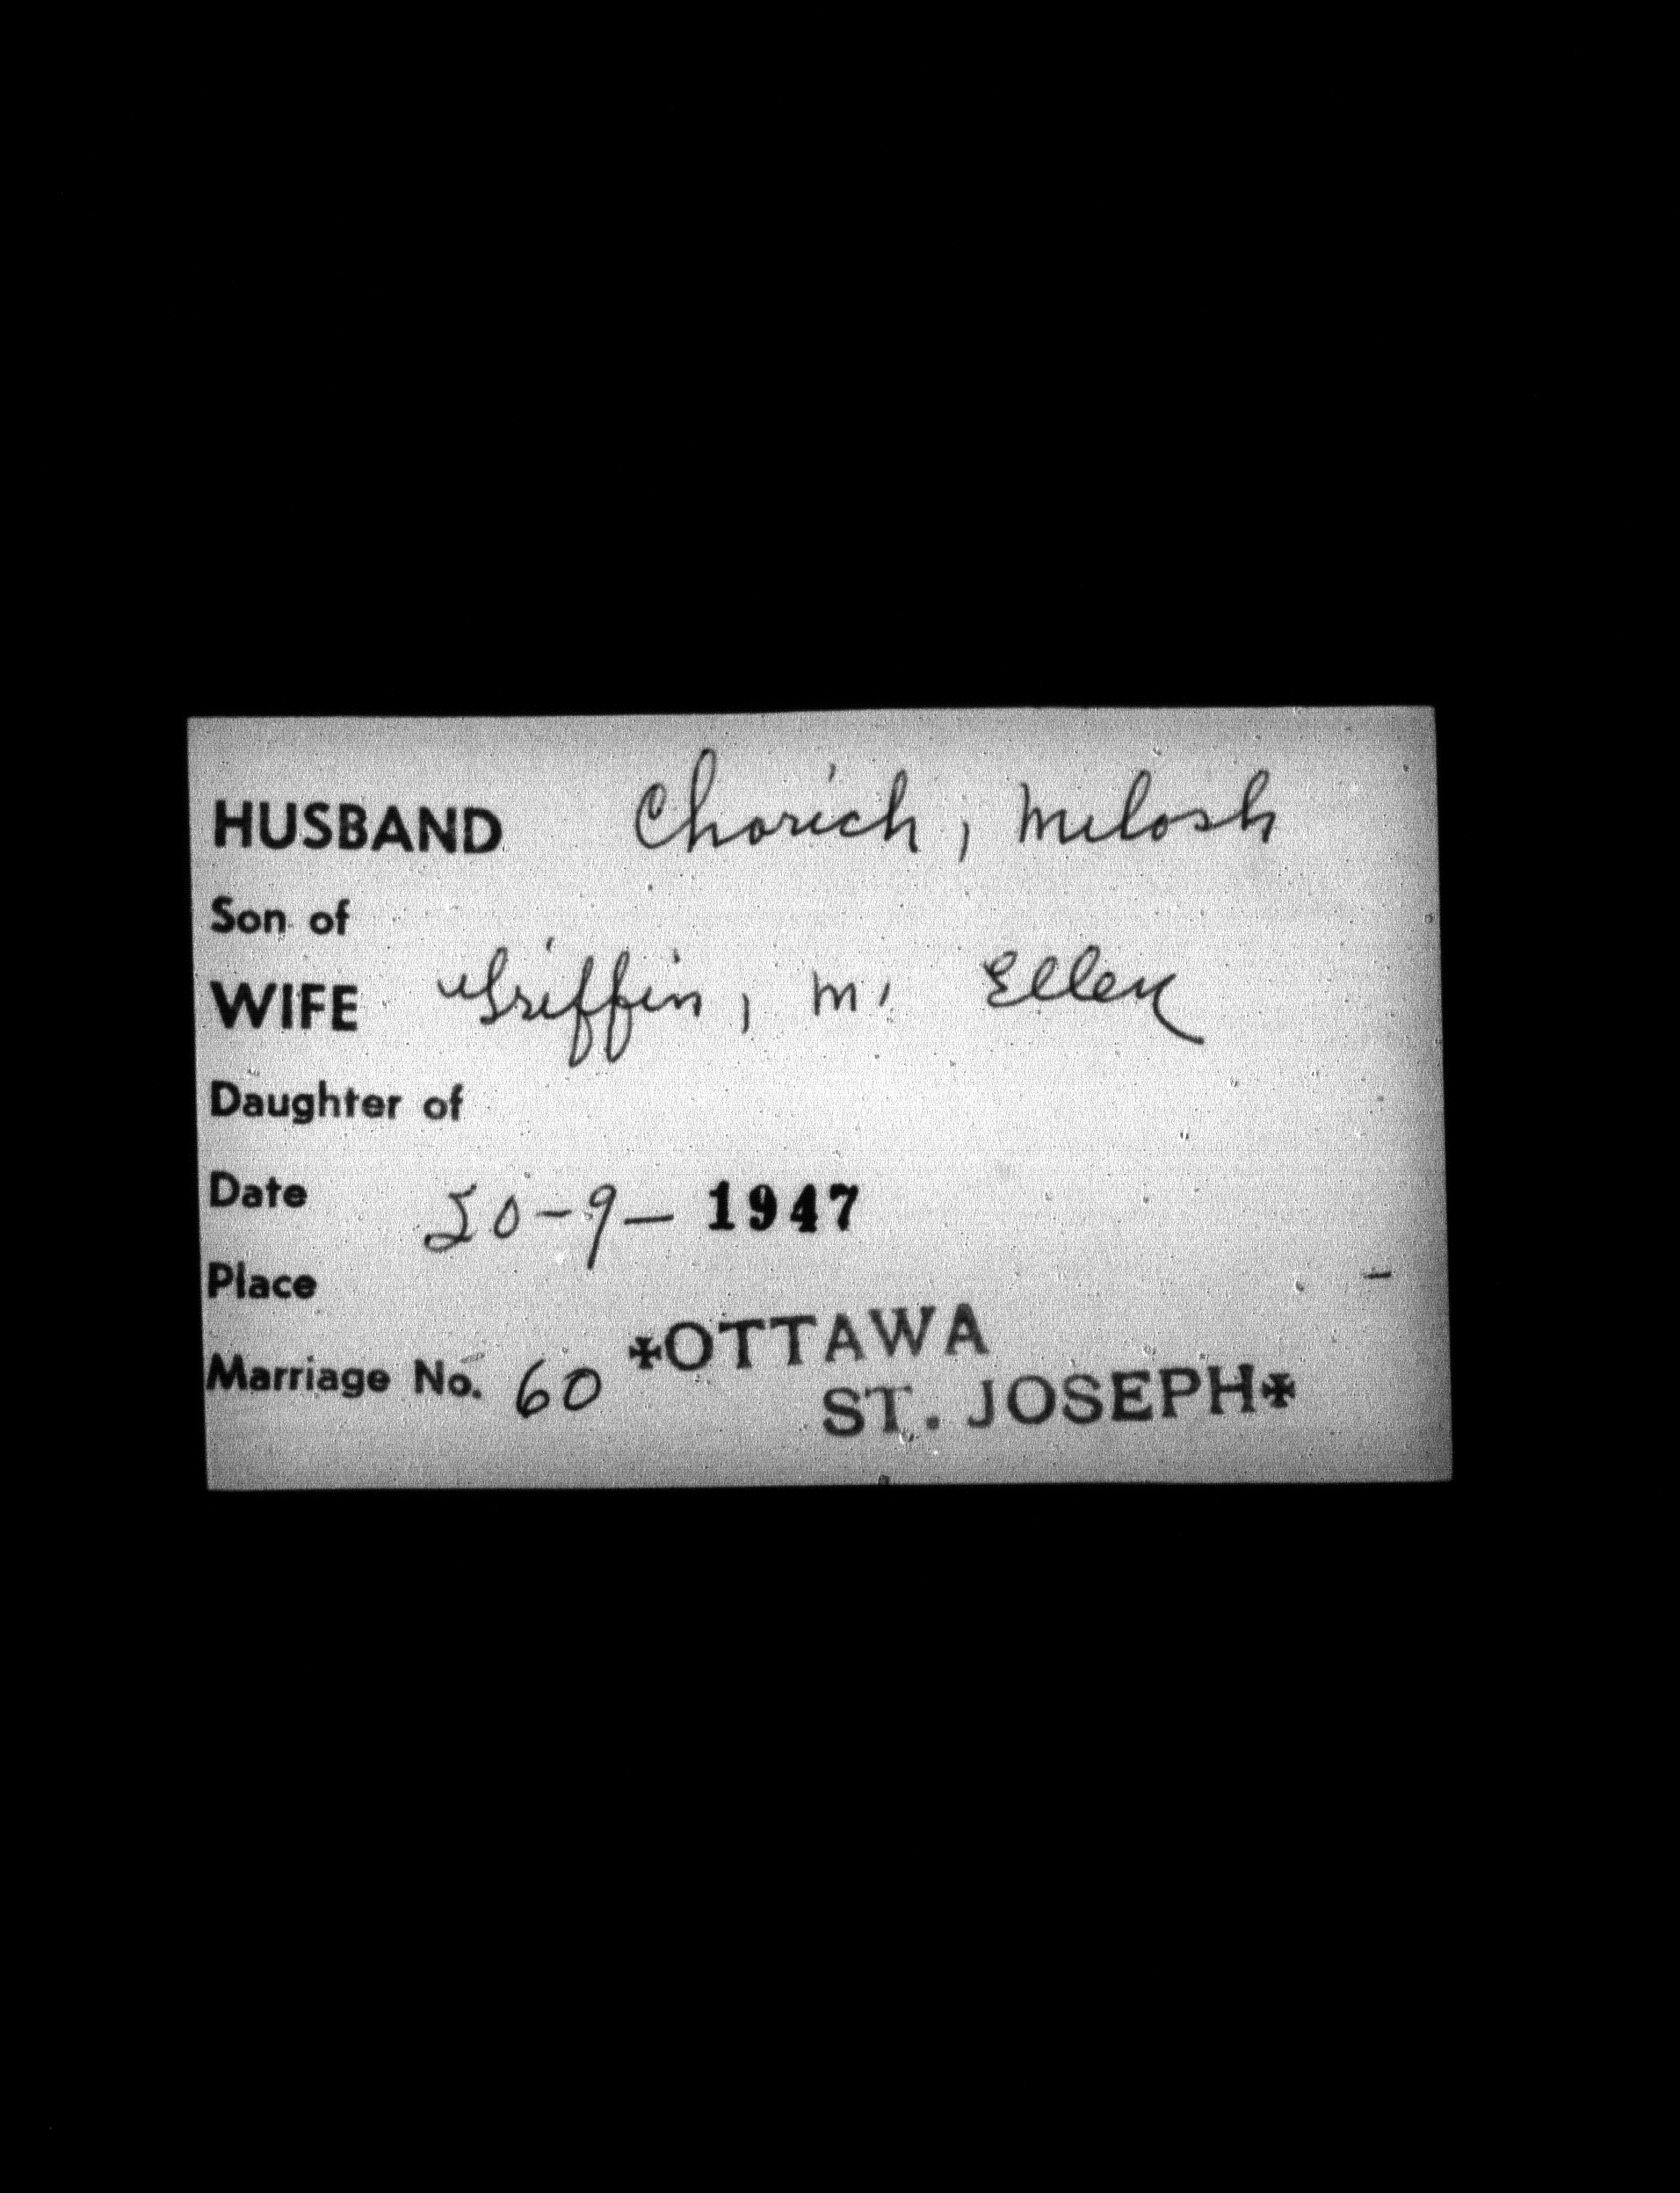 HUSBAND Chorich, Milosh
Son of
WIFE Griffin, M. Ellen
Daughter of
Date 20-9-1947
Place
OTTAWA
Marriage No. 60
ST. JOSEPH